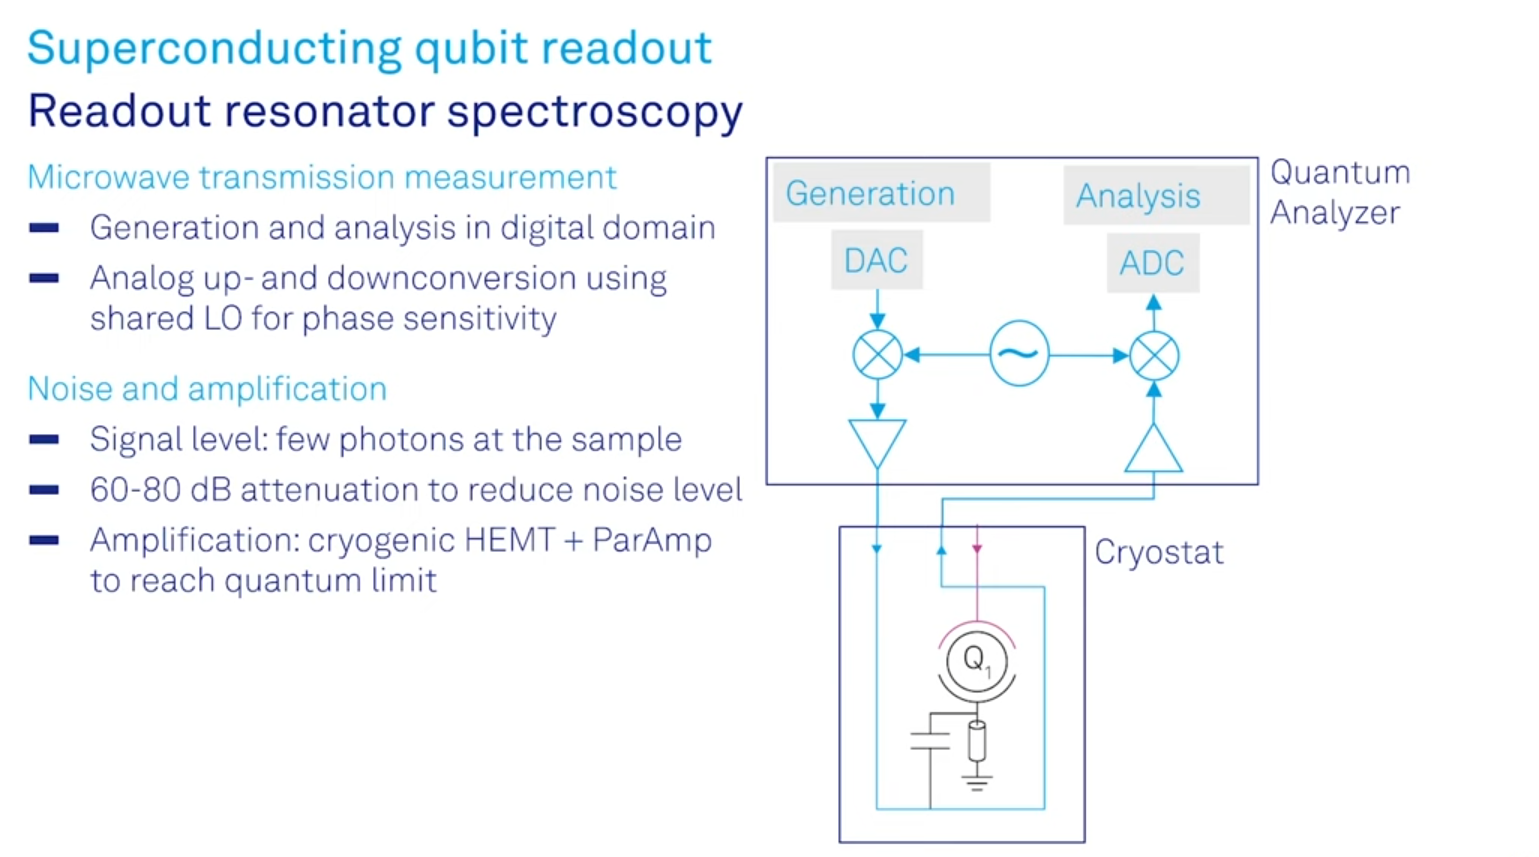 Superconducting qubit readout
Readout resonator spectroscopy
Microwave transmission measurement
Generation and analysis in digital domain
Analog up- and downconversion using
shared LO for phase sensitivity
Noise and amplification
Signal level: few photons at the sample
60-80 dB attenuation to reduce noise level
Amplification: cryogenic HEMT + ParAmp
to reach quantum limit
Generation
Analysis
Quantum
Analyzer
DAC
ADC
Cryostat
Q1